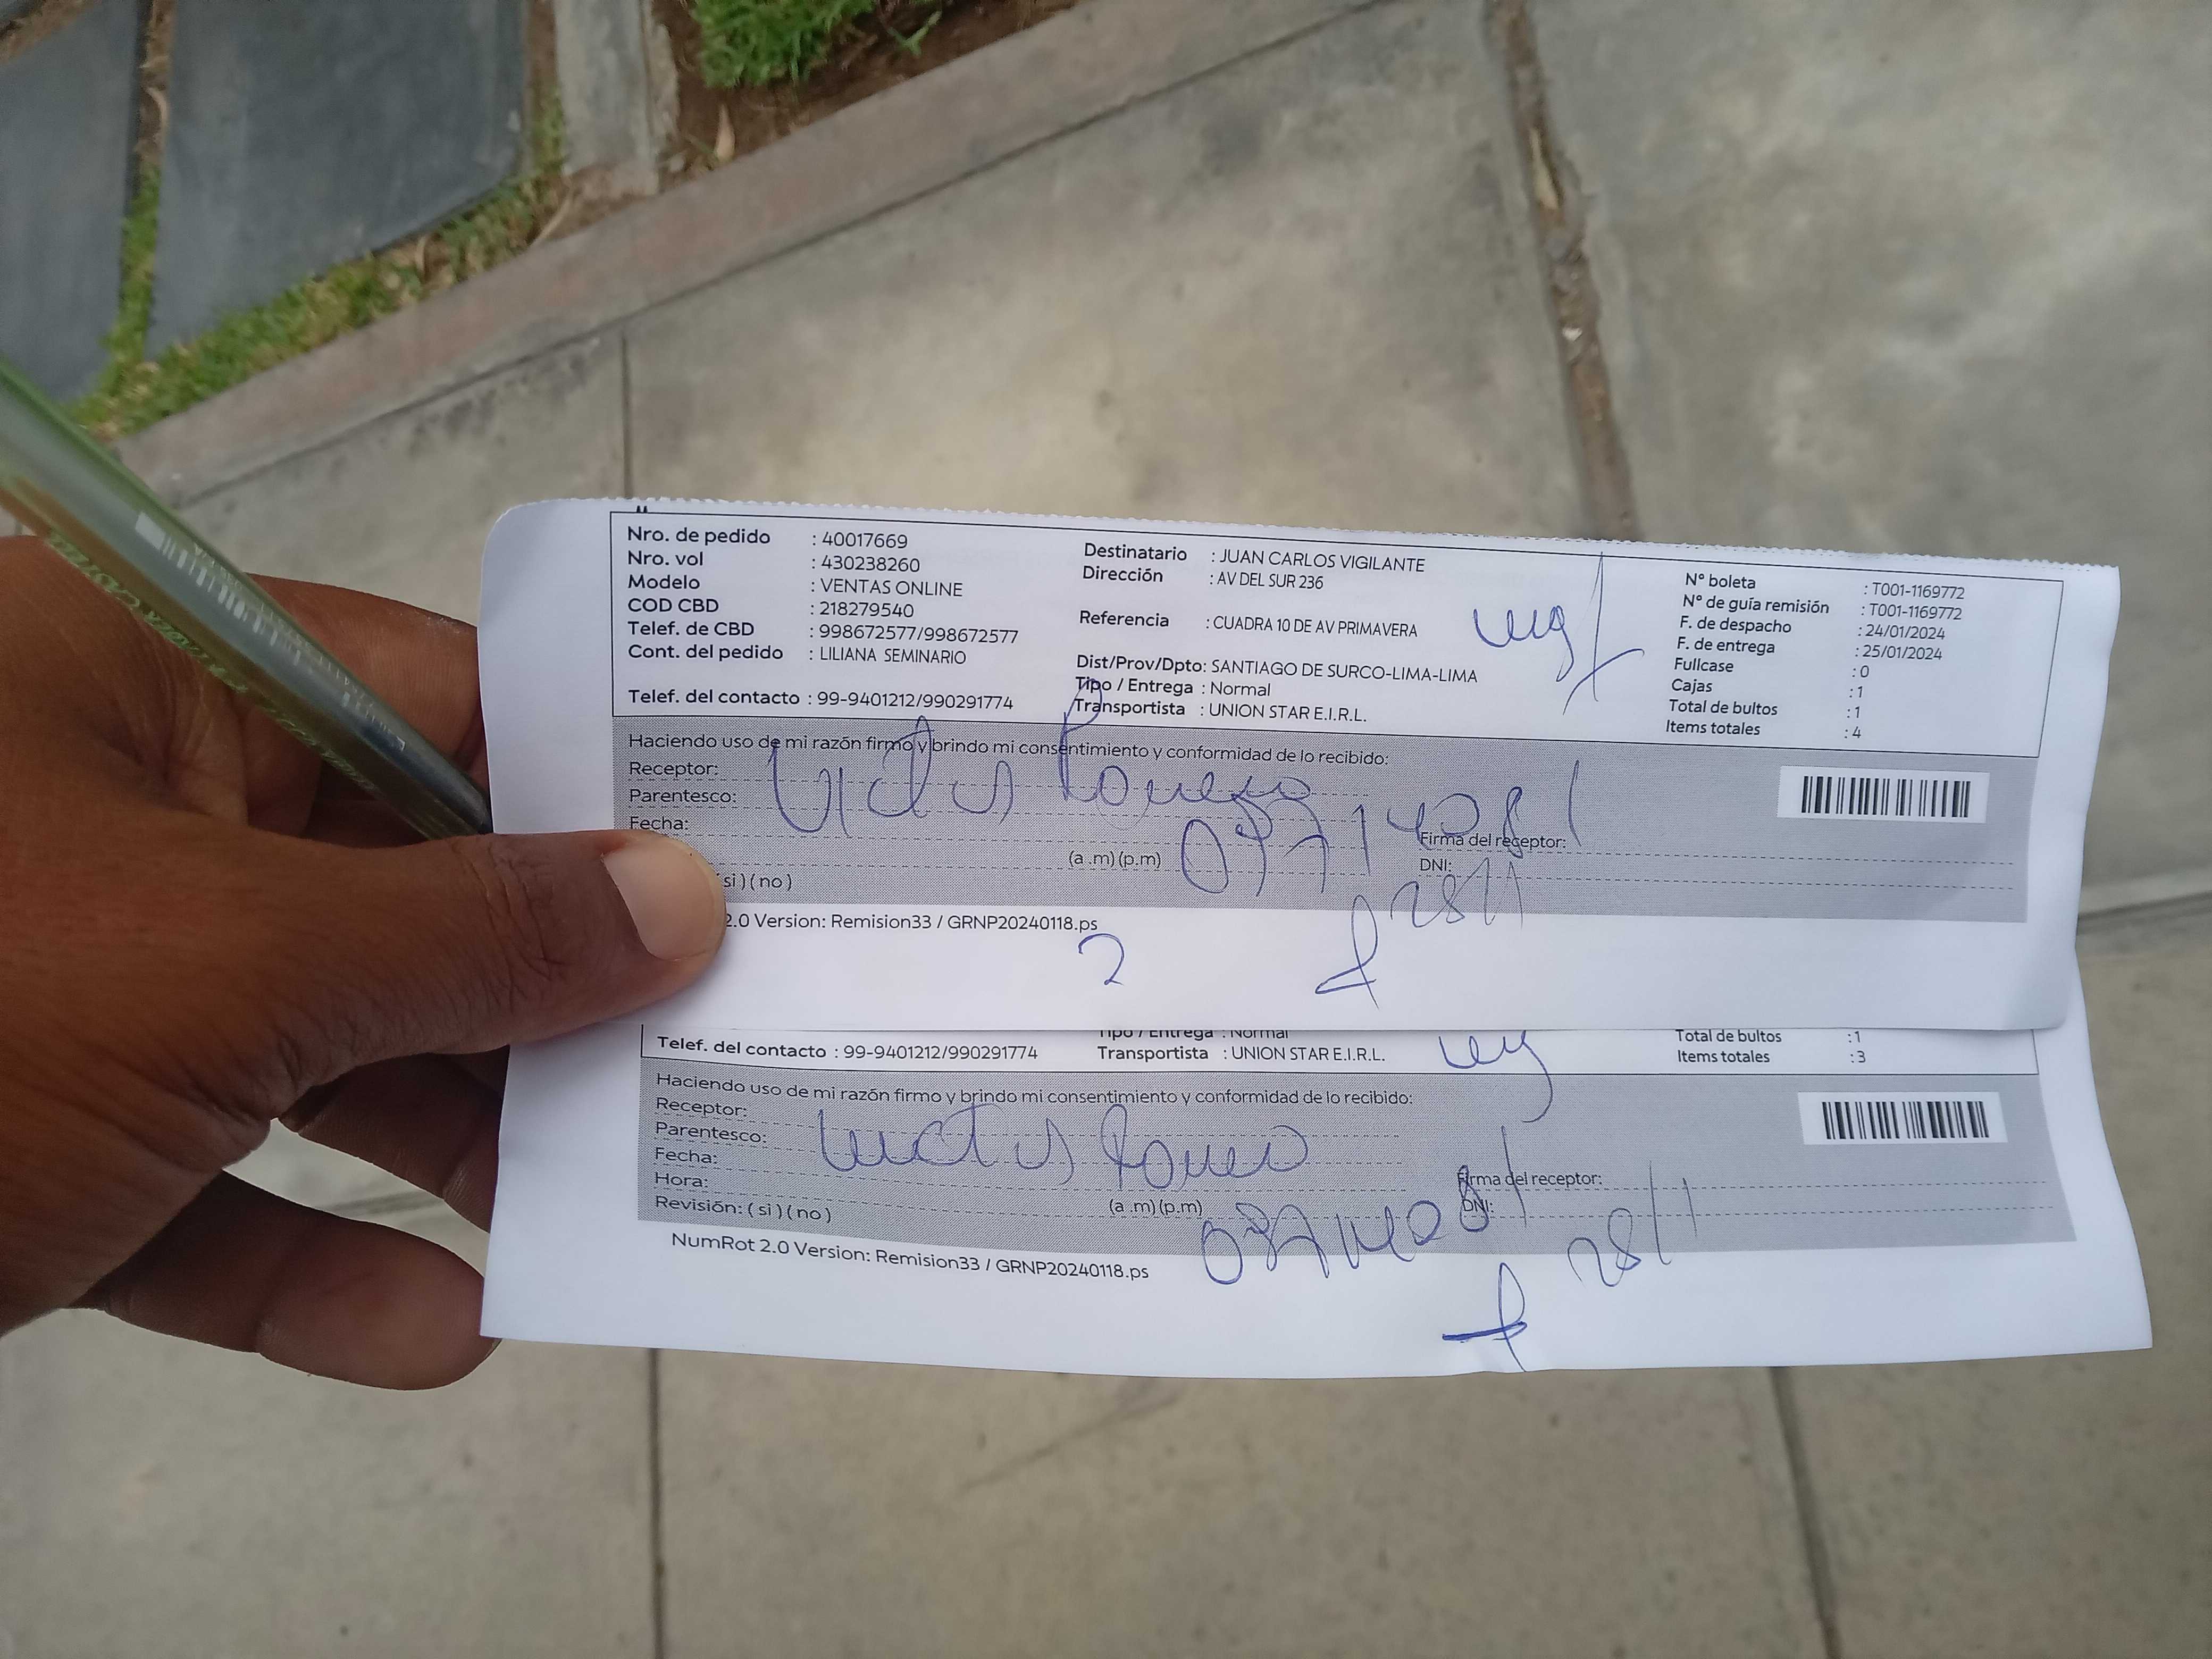 Nro. de pedido : 40017669
Nro. vol : 430238260
Modelo : VENTAS ONLINE
COD CBD : 218279540
Telef. de CBD : 998672577/998672577
Cont. del pedido : LILIANA SEMINARIO
Telef. del contacto : 99-9401212/990291774
Destinatario : JUAN CARLOS VIGILANTE
Dirección : AV DEL SUR 236
Referencia : CUADRA 10 DE AV PRIMAVERA
Dist/Prov/Dpto: SANTIAGO DE SURCO-LIMA-LIMA
Tipo / Entrega : Normal
Transportista : UNION STAR E.I.R.L.
N° boleta : T001-1169772
N° de guía remisión : T001-1169772
F. de despacho : 24/01/2024
F. de entrega : 25/01/2024
Fullcase : 0
Cajas : 1
Total de bultos : 1
Items totales : 4
Haciendo uso de mi razón firmo y brindo mi consentimiento y conformidad de lo recibido:
Receptor:
Parentesco:
Fecha:
(a .m) (p.m)
si ) ( no )
Firma del receptor:
DNI:
28/1
2.0 Version: Remision33 / GRNP20240118.ps
2
Tipo / Entrega : Normal
Telef. del contacto : 99-9401212/990291774
Transportista : UNION STAR E.I.R.L.
Total de bultos : 1
Items totales : 3
Haciendo uso de mi razón firmo y brindo mi consentimiento y conformidad de lo recibido:
Receptor:
Parentesco:
Fecha:
Hora:
(a .m) (p.m)
Revisión: ( si ) ( no )
Firma del receptor:
DNI:
28/1
NumRot 2.0 Version: Remision33 / GRNP20240118.ps